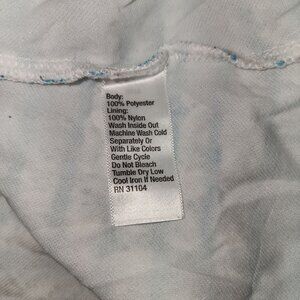 Body:
100% Polyester
Lining:
100% Nylon
Wash Inside Out
Machine Wash Cold
Separately Or
With Like Colors
Gentle Cycle
Do Not Bleach
Tumble Dry Low
Cool Iron If Needed
RN 31104